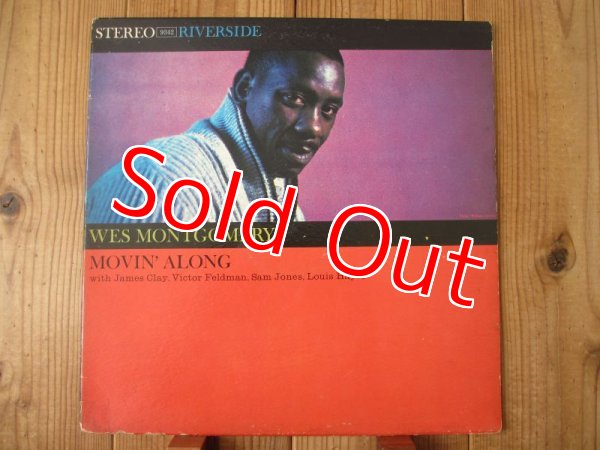 STEREO 9342 RIVERSIDE
WES MONTGOMERY
MOVIN' ALONG
with James Clay, Victor Feldman, Sam Jones, Louis
Sold Out